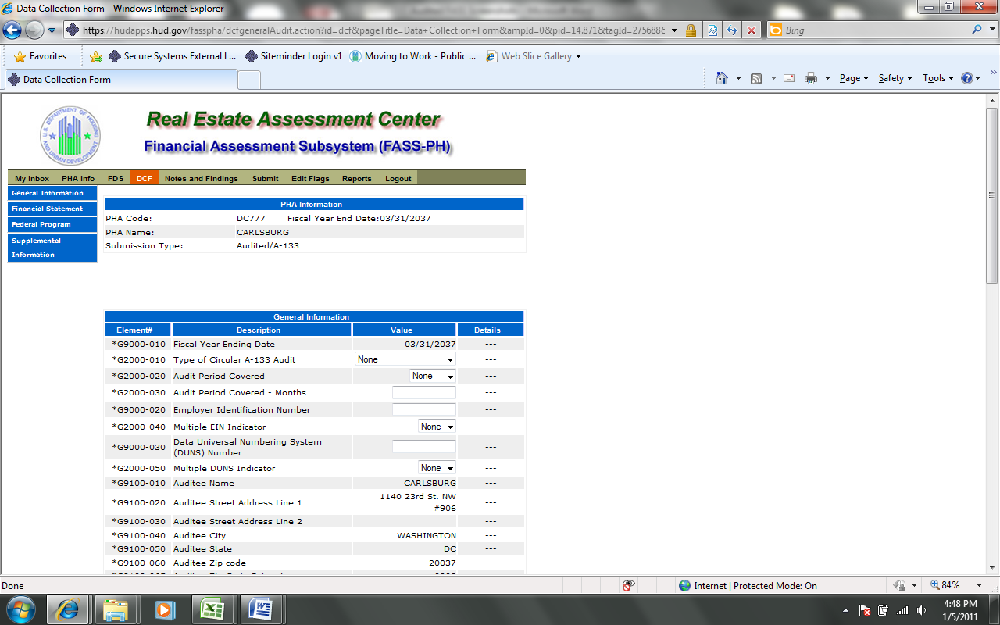 Data Collection Form - Windows Internet Explorer
https://hudapps.hud.gov/fasspha/dcfgeneralAudit.action?id=dcf&pageTitle=Data+Collection+Form&ampId=0&pid=14.871&tagId=275688&
Bing
Favorites
Secure Systems External L...
Siteminder Login v1
Moving to Work - Public ...
Web Slice Gallery
Data Collection Form
Page
Safety
Tools
U.S. DEPARTMENT OF HOUSING AND URBAN DEVELOPMENT
Real Estate Assessment Center
Financial Assessment Subsystem (FASS-PH)
My Inbox PHA Info FDS DCF Notes and Findings Submit Edit Flags Reports Logout
General Information
Financial Statement
Federal Program
Supplemental
Information
PHA Information
PHA Code: DC777 Fiscal Year End Date:03/31/2037
PHA Name: CARLSBURG
Submission Type: Audited/A-133
General Information
Element# Description Value Details
*G9000-010 Fiscal Year Ending Date 03/31/2037 ---
*G2000-010 Type of Circular A-133 Audit None ---
*G2000-020 Audit Period Covered None ---
*G2000-030 Audit Period Covered - Months ---
*G9000-020 Employer Identification Number ---
*G2000-040 Multiple EIN Indicator None ---
*G9000-030 Data Universal Numbering System
(DUNS) Number ---
*G2000-050 Multiple DUNS Indicator None ---
*G9100-010 Auditee Name CARLSBURG ---
*G9100-020 Auditee Street Address Line 1 1140 23rd St. NW
#906 ---
*G9100-030 Auditee Street Address Line 2 ---
*G9100-040 Auditee City WASHINGTON ---
*G9100-050 Auditee State DC ---
*G9100-060 Auditee Zip code 20037 ---
Done
Internet | Protected Mode: On
84%
4:48 PM
1/5/2011